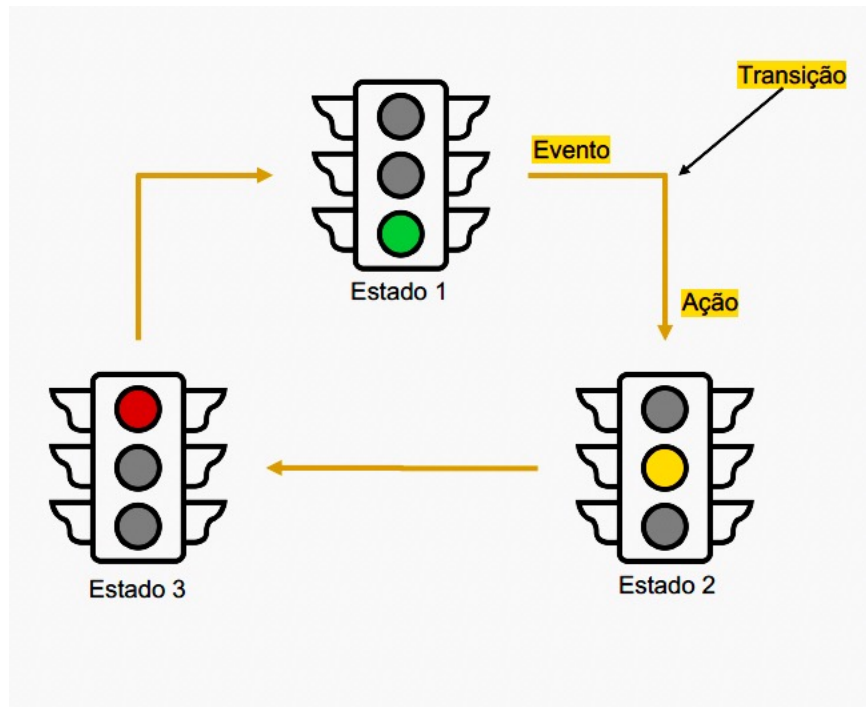 Transição
Evento
Estado 1
Ação
Estado 3
Estado 2